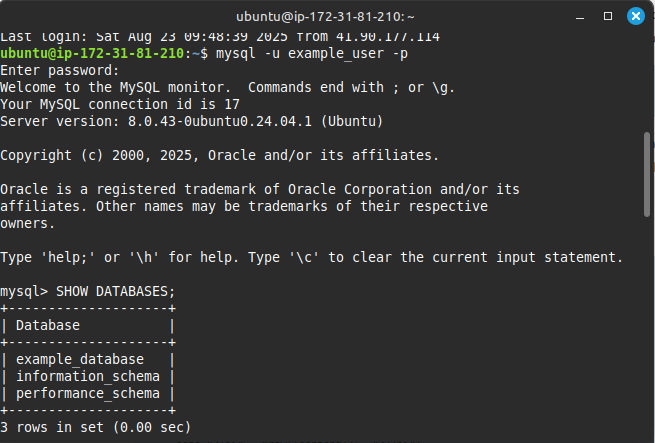 ubuntu@ip-172-31-81-210: ~
Last login: Sat Aug 23 09:48:39 2025 from 41.90.177.114
ubuntu@ip-172-31-81-210:~$ mysql -u example_user -p
Enter password:
Welcome to the MySQL monitor.  Commands end with ; or \g.
Your MySQL connection id is 17
Server version: 8.0.43-0ubuntu0.24.04.1 (Ubuntu)
Copyright (c) 2000, 2025, Oracle and/or its affiliates.
Oracle is a registered trademark of Oracle Corporation and/or its
affiliates. Other names may be trademarks of their respective
owners.
Type 'help;' or '\h' for help. Type '\c' to clear the current input statement.
mysql> SHOW DATABASES;
+--------------------+
| Database           |
+--------------------+
| example_database   |
| information_schema |
| performance_schema |
+--------------------+
3 rows in set (0.00 sec)